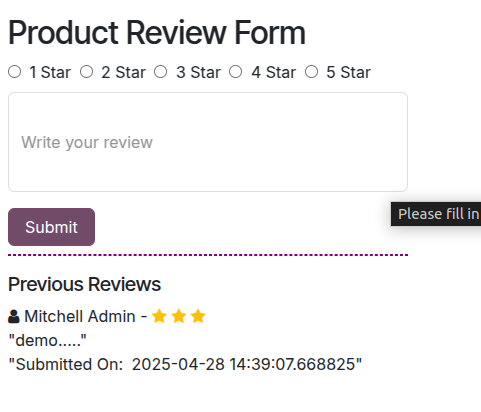 Product Review Form
1 Star 2 Star 3 Star 4 Star 5 Star
Write your review
Please fill in
Submit
Previous Reviews
Mitchell Admin -
"demo....."
"Submitted On: 2025-04-28 14:39:07.668825"